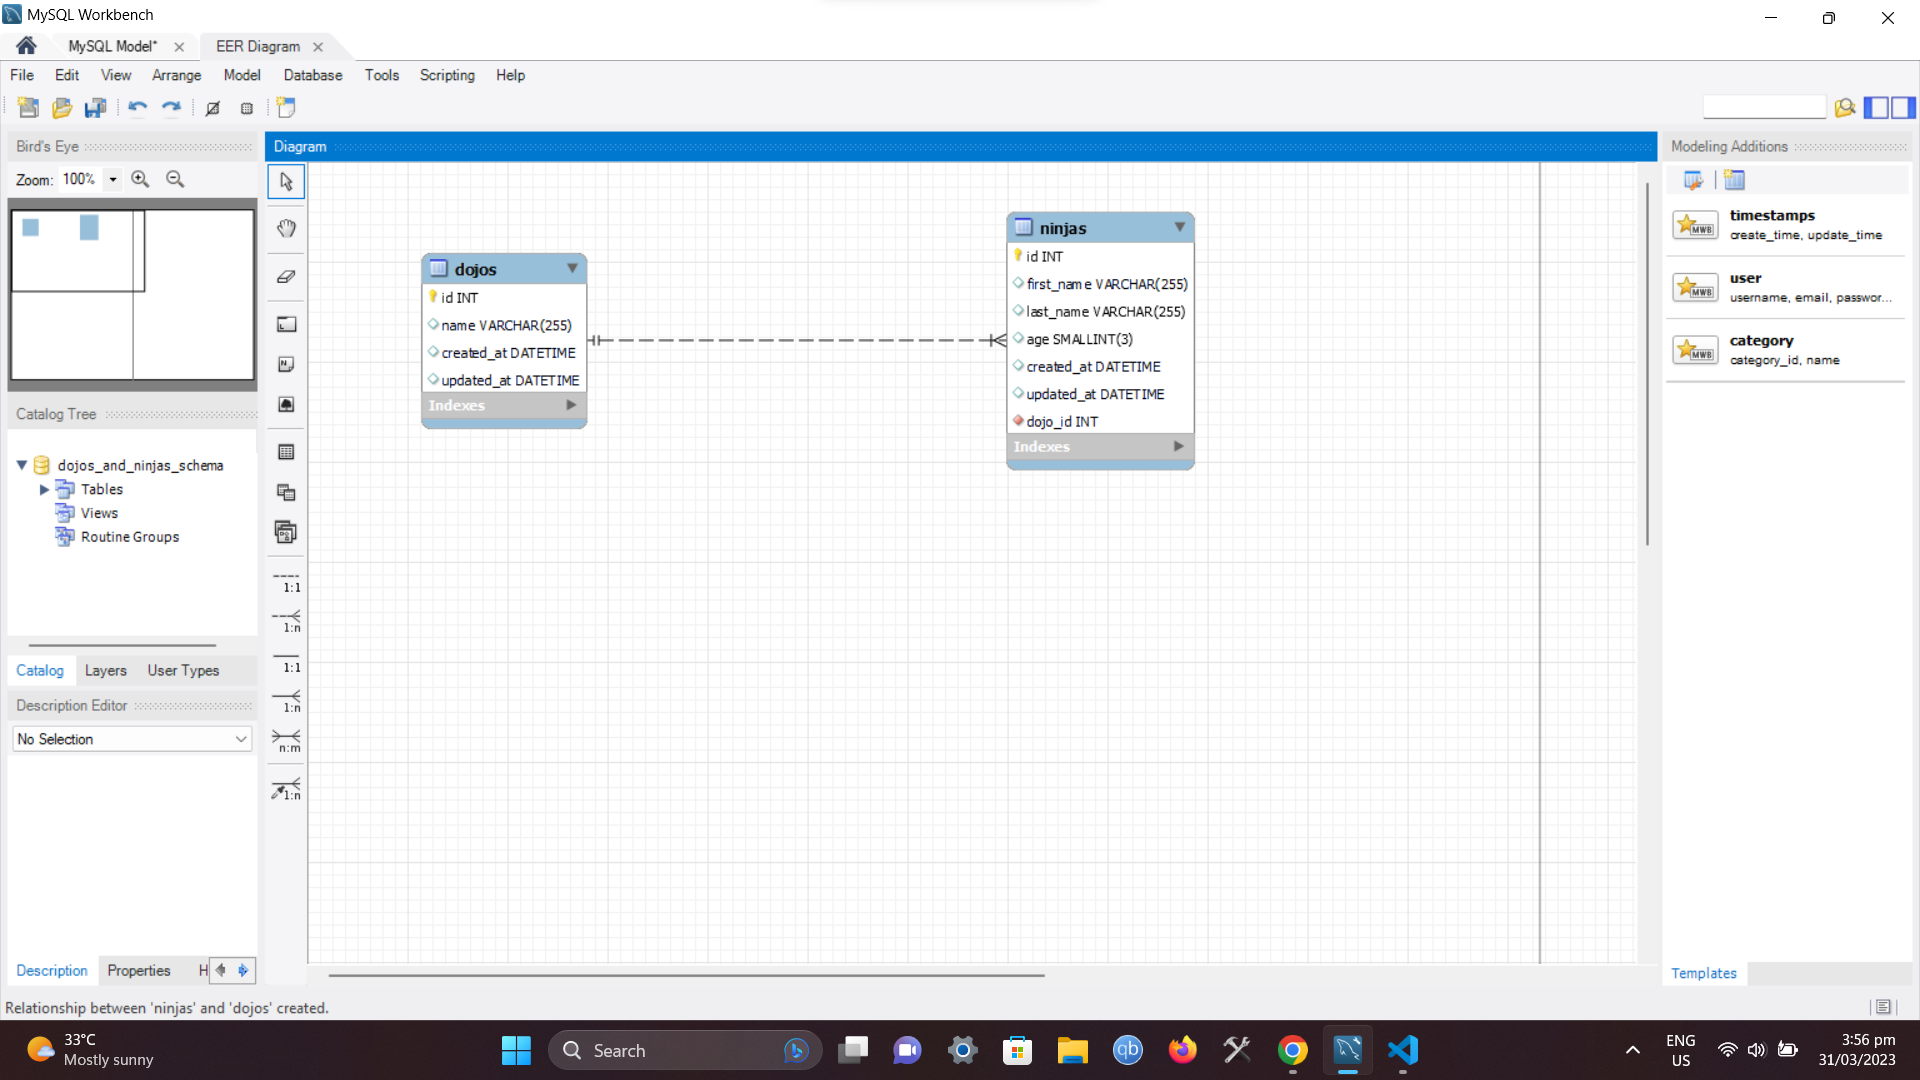 MySQL Workbench
MySQL Model*
EER Diagram
File Edit View Arrange Model Database Tools Scripting Help
Bird's Eye
Zoom: 100%
Diagram
Modeling Additions
dojos
id INT
name VARCHAR(255)
created_at DATETIME
updated_at DATETIME
Indexes
ninjas
id INT
first_name VARCHAR(255)
last_name VARCHAR(255)
age SMALLINT(3)
created_at DATETIME
updated_at DATETIME
dojo_id INT
Indexes
MWB
timestamps
create_time, update_time
MWB
user
username, email, passwor...
MWB
category
category_id, name
Catalog Tree
dojos_and_ninjas_schema
Tables
Views
Routine Groups
Catalog Layers User Types
Description Editor
No Selection
1:1
1:n
1:1
1:n
n:m
1:n
Description Properties H
Templates
Relationship between 'ninjas' and 'dojos' created.
33°C
Mostly sunny
Search
qb
ENG
US
3:56 pm
31/03/2023